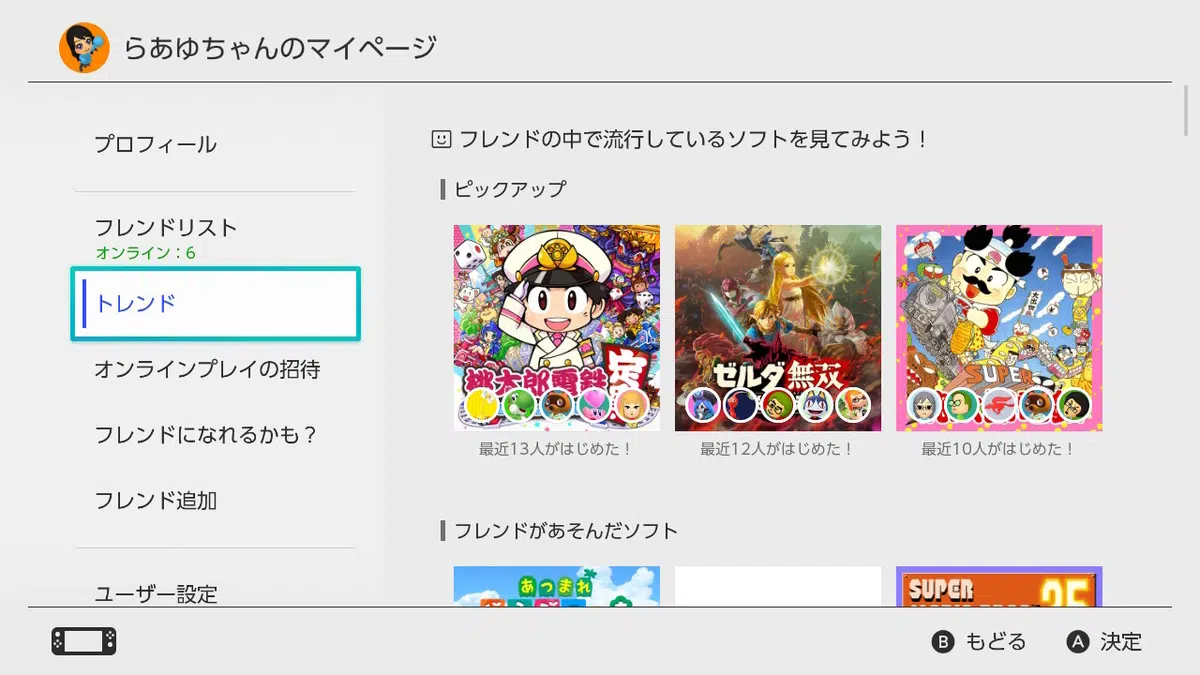 らあゆちゃんのマイページ
プロフィール
フレンドリスト
オンライン：6
トレンド
オンラインプレイの招待
フレンドになれるかも？
フレンド追加
ユーザー設定
フレンドの中で流行しているソフトを見てみよう！
ピックアップ
桃太郎電鉄
ゼルダ無双
SUPER
最近13人がはじめた！
最近12人がはじめた！
最近10人がはじめた！
フレンドがあそんだソフト
あつまれ
SUPER
35
B もどる
A 決定